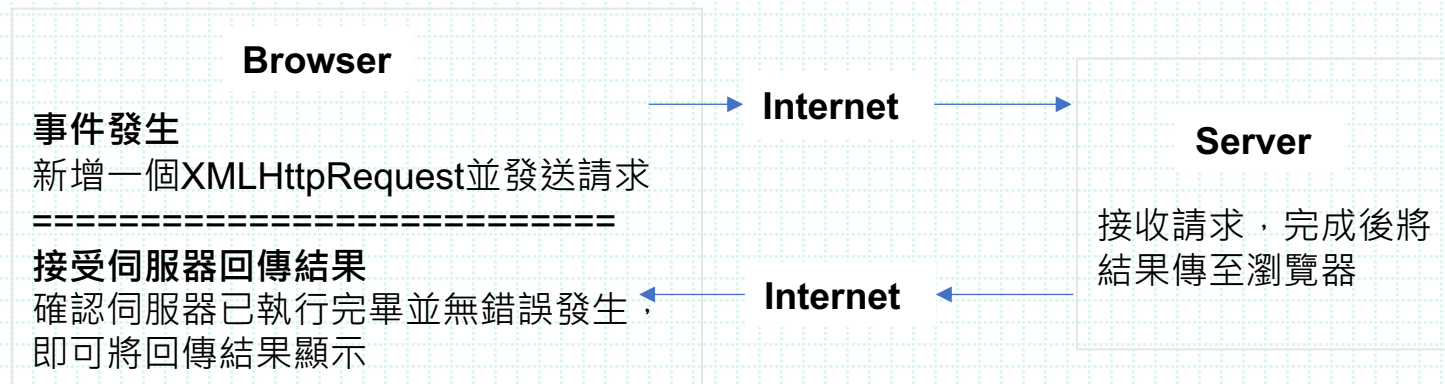 Browser
事件發生
新增一個XMLHttpRequest並發送請求
===========================
接受伺服器回傳結果
確認伺服器已執行完畢並無錯誤發生，
即可將回傳結果顯示
Internet
Internet
Server
接收請求，完成後將
結果傳至瀏覽器